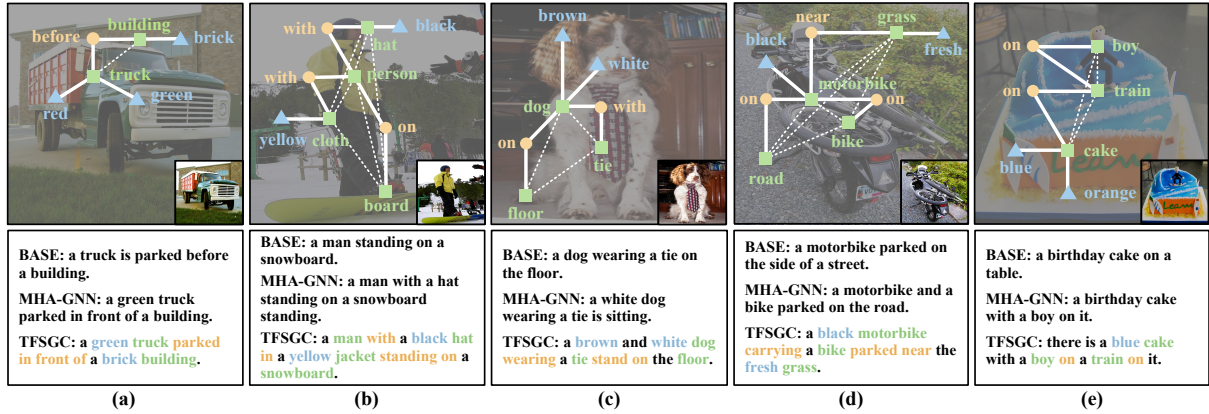 building
before
brick
truck
red
green
BASE: a truck is parked before
a building.
MHA-GNN: a green truck
parked in front of a building.
TFSGC: a green truck parked
in front of a brick building.
(a)
with
black
hat
with
person
yellow
cloth
on
board
BASE: a man standing on a
snowboard.
MHA-GNN: a man with a hat
standing on a snowboard
standing.
TFSGC: a man with a black hat
in a yellow jacket standing on a
snowboard.
(b)
brown
white
dog
with
on
tie
floor
BASE: a dog wearing a tie on
the floor.
MHA-GNN: a white dog
wearing a tie is sitting.
TFSGC: a brown and white dog
wearing a tie stand on the floor.
(c)
near
grass
black
fresh
motorbike
on
on
bike
road
BASE: a motorbike parked on
the side of a street.
MHA-GNN: a motorbike and a
bike parked on the road.
TFSGC: a black motorbike
carrying a bike parked near the
fresh grass.
(d)
on
boy
on
train
cake
blue
orange
Learn
BASE: a birthday cake on a
table.
MHA-GNN: a birthday cake
with a boy on it.
TFSGC: there is a blue cake
with a boy on a train on it.
(e)